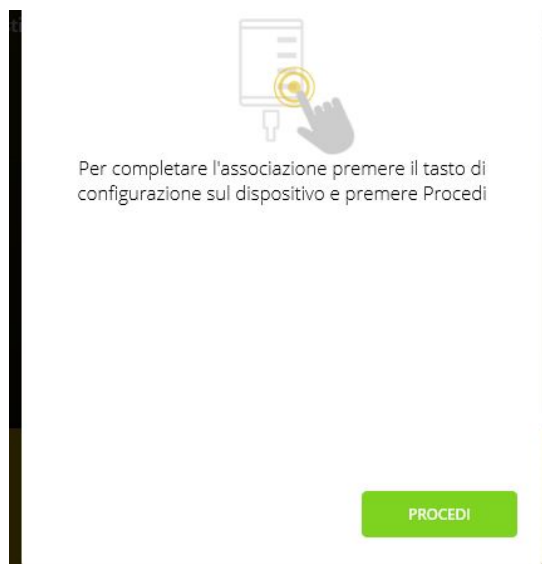 Per completare l'associazione premere il tasto di
configurazione sul dispositivo e premere Procedi
PROCEDI